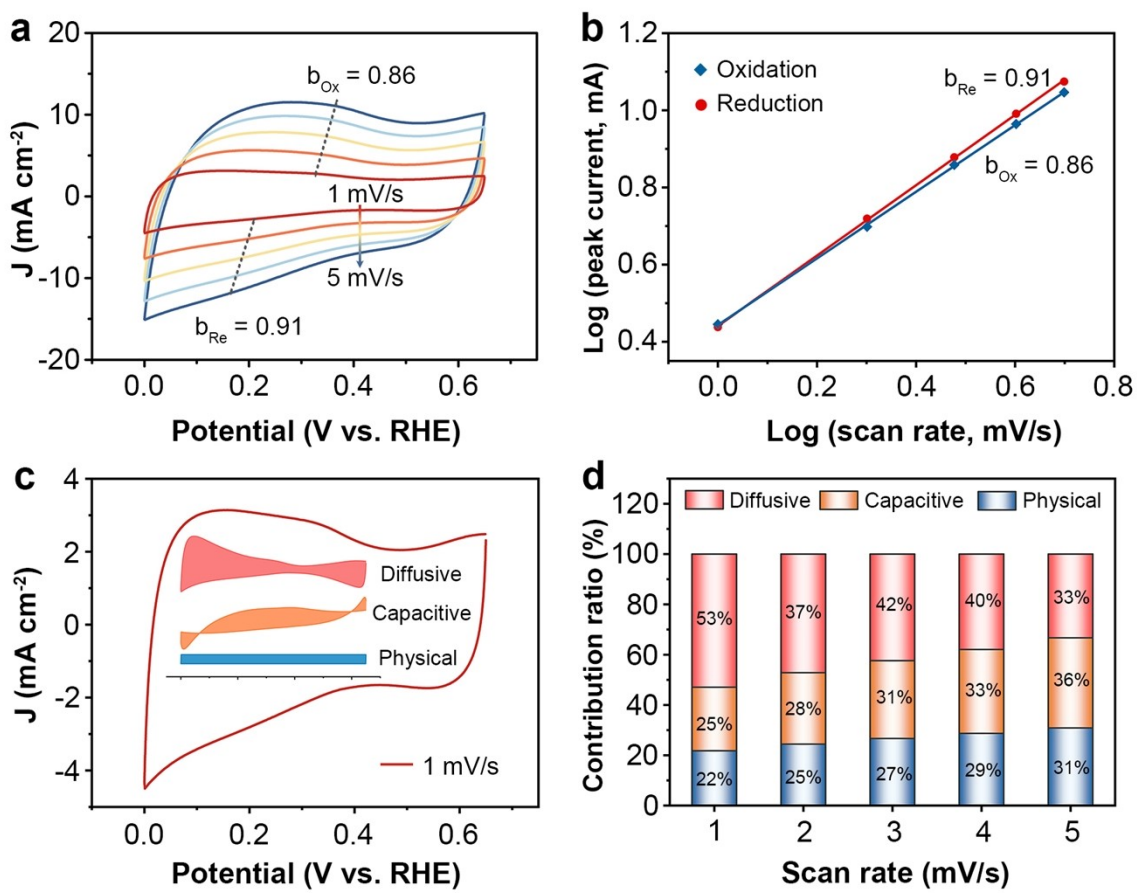 a
20
10
0
-10
-20
J (mA cm-2)
b_Ox = 0.86
1 mV/s
5 mV/s
b_Re = 0.91
0.0 0.2 0.4 0.6
Potential (V vs. RHE)
b
1.2
1.0
0.8
0.6
0.4
Log (peak current, mA)
Oxidation
Reduction
b_Re = 0.91
b_Ox = 0.86
0.0 0.2 0.4 0.6 0.8
Log (scan rate, mV/s)
c
4
2
0
-2
-4
J (mA cm-2)
Diffusive
Capacitive
Physical
1 mV/s
0.0 0.2 0.4 0.6
Potential (V vs. RHE)
d
120
100
80
60
40
20
0
Contribution ratio (%)
Diffusive Capacitive Physical
53% 37% 42% 40% 33%
25% 28% 31% 33% 36%
22% 25% 27% 29% 31%
1 2 3 4 5
Scan rate (mV/s)